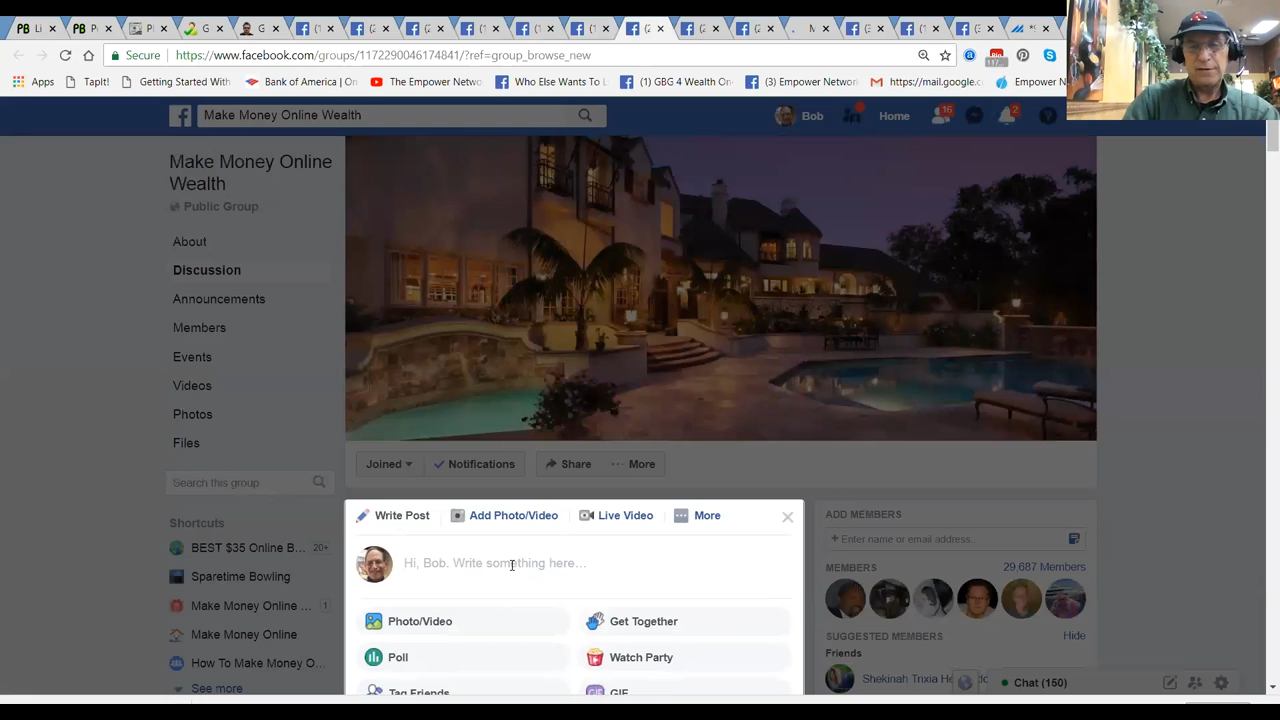 Secure https://www.facebook.com/groups/1172290046174841/?ref=group_browse_new
Apps TapIt! Getting Started With Bank of America | O The Empower Netw Who Else Wants To L (1) GBG 4 Wealth On (3) Empower Networ https://mail.google.c Empower N
Make Money Online Wealth
Bob Home 16 2
Make Money Online
Wealth
Public Group
About
Discussion
Announcements
Members
Events
Videos
Photos
Files
Search this group
Shortcuts
BEST $35 Online B... 20+
Sparetime Bowling
Make Money Online ... 1
Make Money Online
How To Make Money O...
See more
Joined Notifications Share More
Write Post Add Photo/Video Live Video More
Hi, Bob. Write something here...
Photo/Video Get Together
Poll Watch Party
Tag Friends GIF
ADD MEMBERS
Enter name or email address..
MEMBERS 29,687 Members
SUGGESTED MEMBERS Hide
Friends
Shekinah Trixia He
Chat (150)